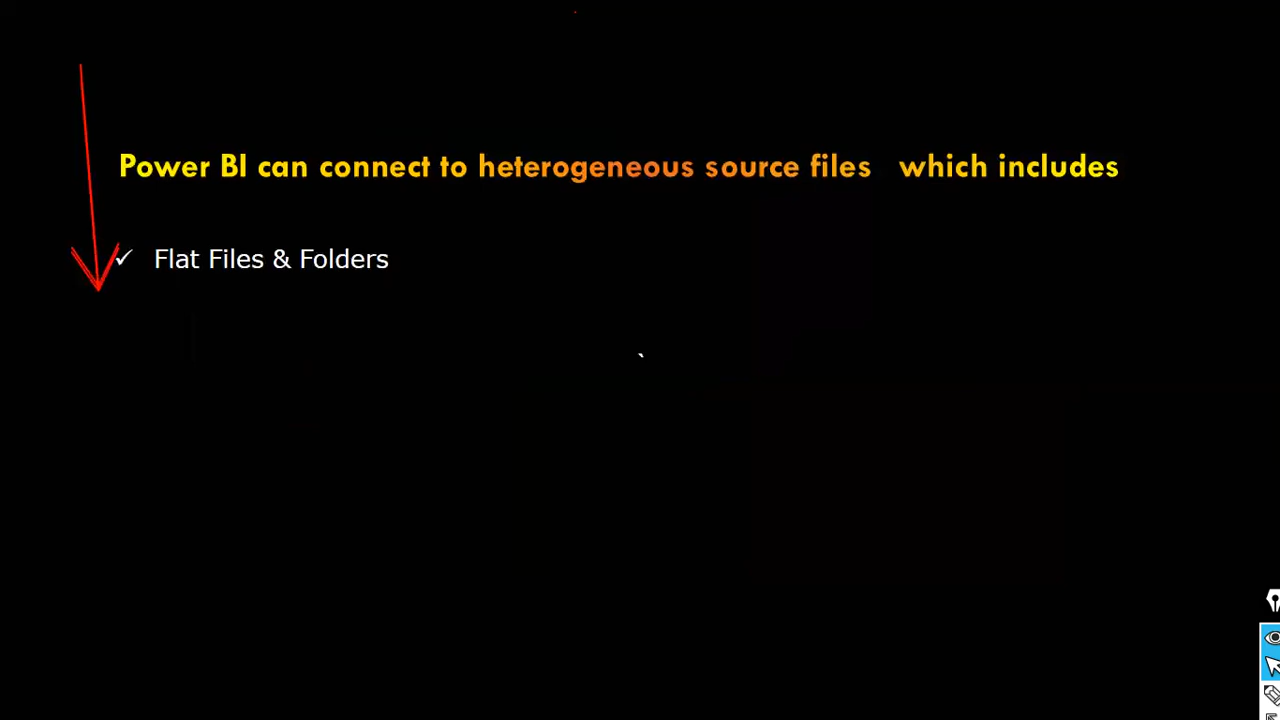 Power BI can connect to heterogeneous source files which includes
✓ Flat Files & Folders